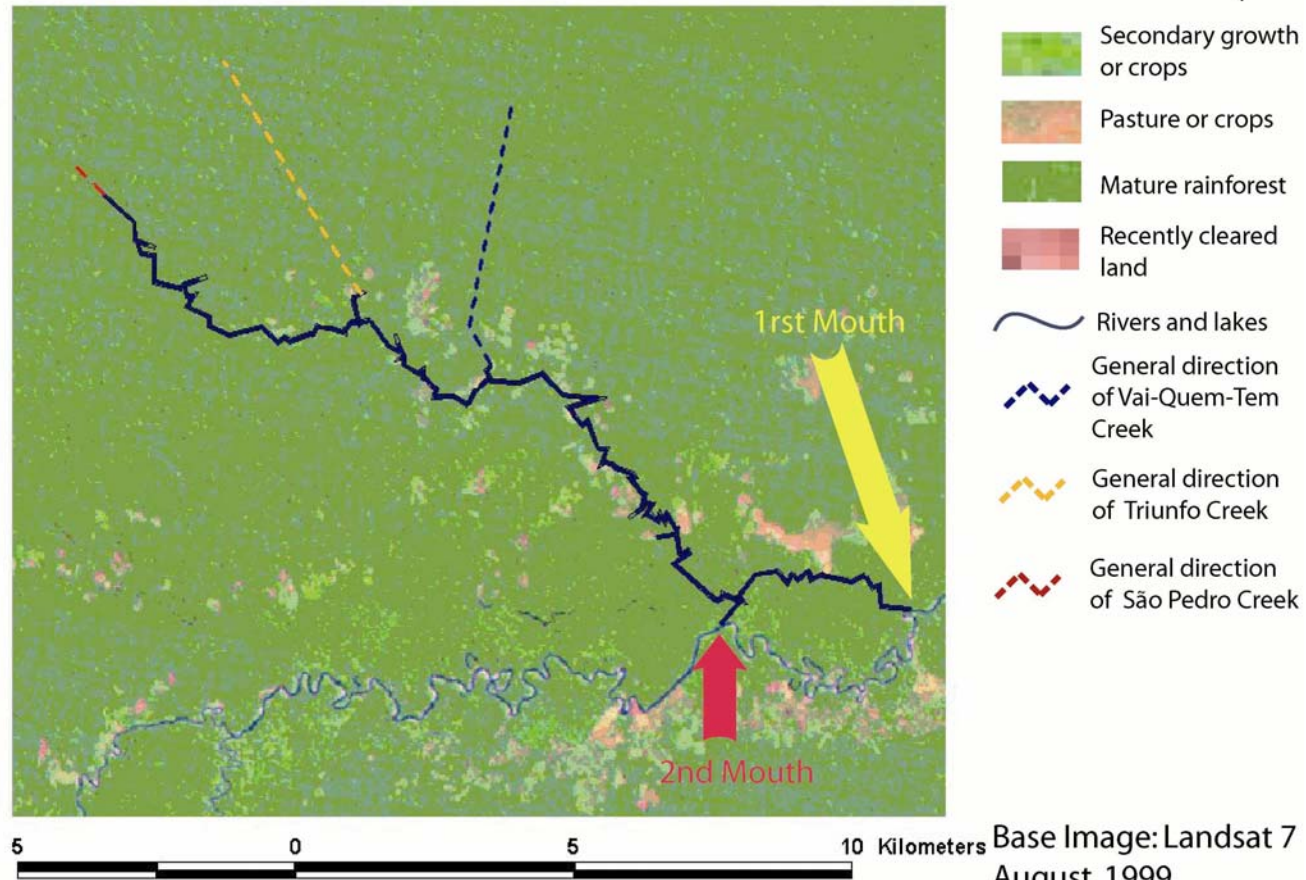 Secondary growth
or crops
Pasture or crops
Mature rainforest
Recently cleared
land
Rivers and lakes
General direction
of Vai-Quem-Tem
Creek
General direction
of Triunfo Creek
General direction
of São Pedro Creek
1rst Mouth
2nd Mouth
5 0 5 10 Kilometers
Base Image: Landsat 7
August, 1999